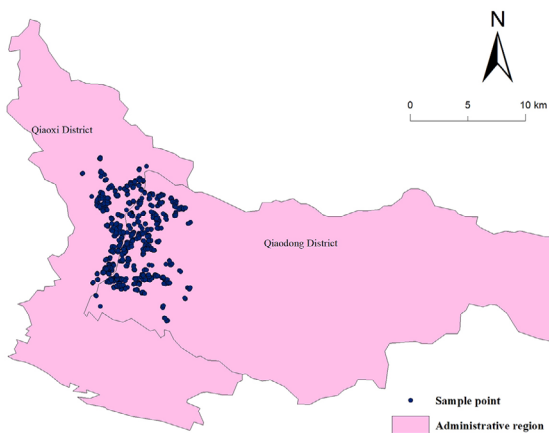 N
0 5 10 km
Qiaoxi District
Qiaodong District
Sample point
Administrative region